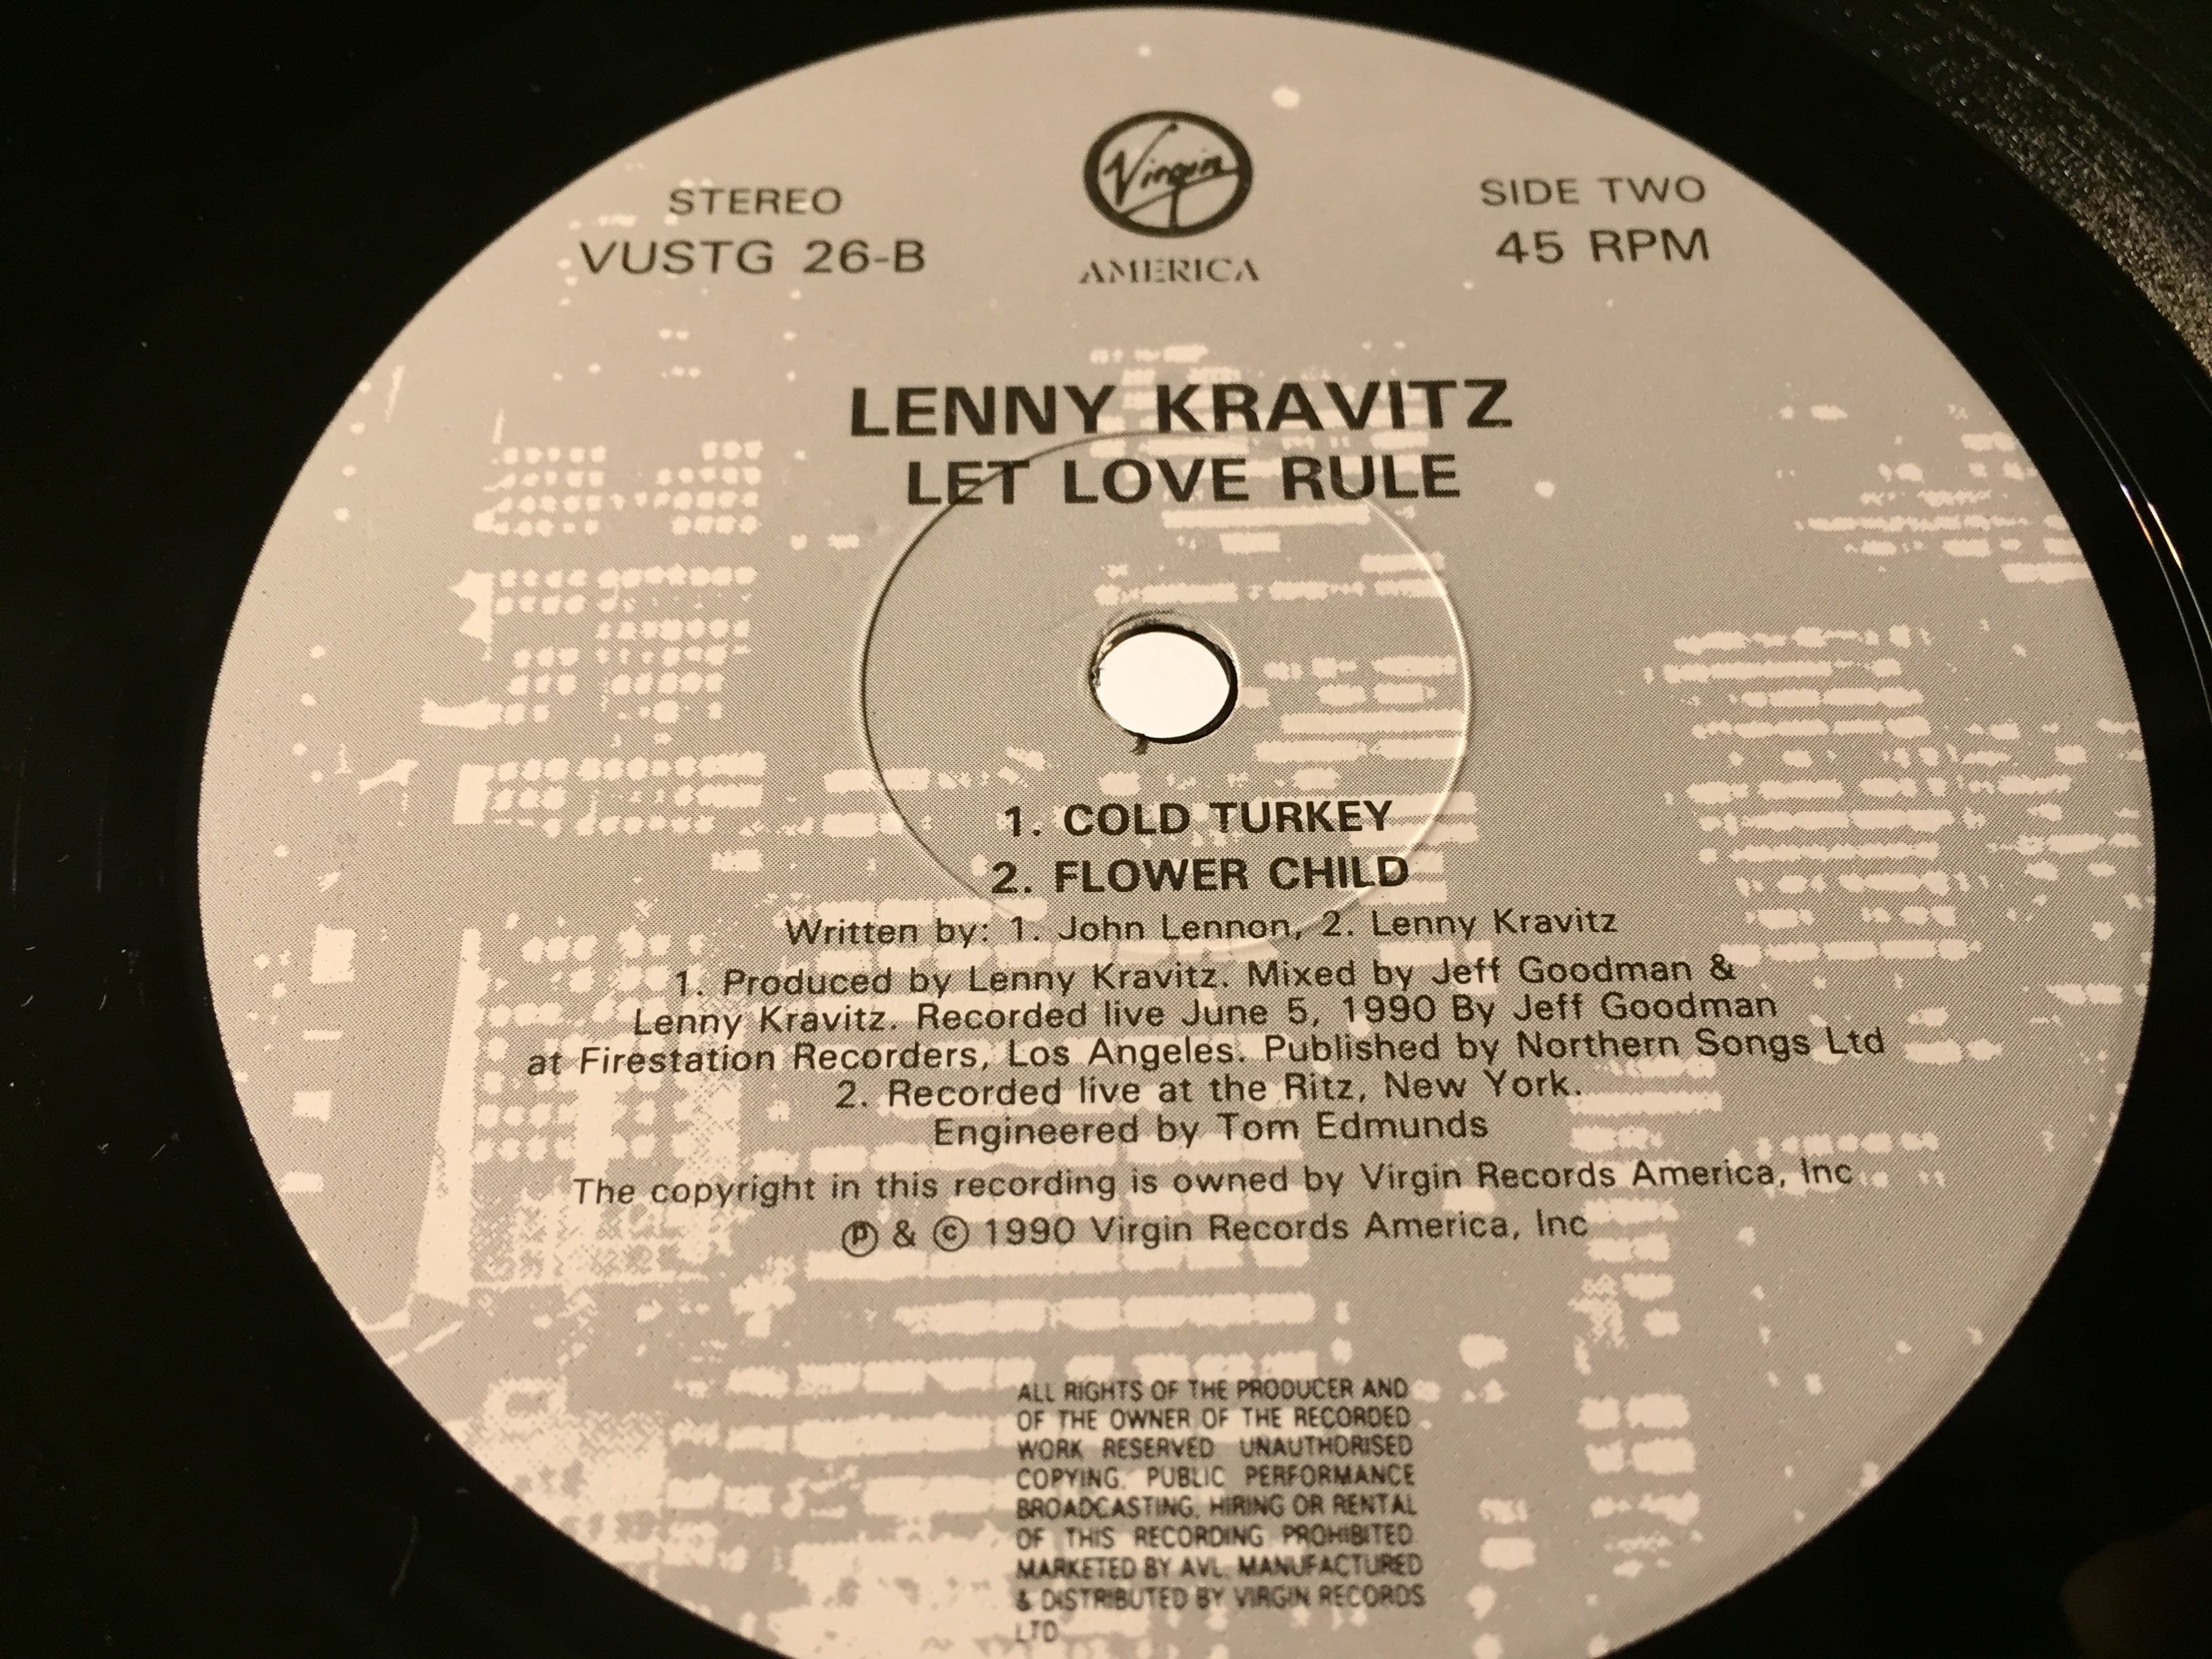 Virgin
AMERICA
STEREO
VUSTG 26-B
SIDE TWO
45 RPM
LENNY KRAVITZ
LET LOVE RULE
1. COLD TURKEY
2. FLOWER CHILD
Written by: 1. John Lennon, 2. Lenny Kravitz
1. Produced by Lenny Kravitz. Mixed by Jeff Goodman &
Lenny Kravitz. Recorded live June 5, 1990 By Jeff Goodman
at Firestation Recorders, Los Angeles. Published by Northern Songs Ltd
2. Recorded live at the Ritz, New York.
Engineered by Tom Edmunds
The copyright in this recording is owned by Virgin Records America, Inc
℗ & © 1990 Virgin Records America, Inc
ALL RIGHTS OF THE PRODUCER AND
OF THE OWNER OF THE RECORDED
WORK RESERVED UNAUTHORISED
COPYING, PUBLIC PERFORMANCE
BROADCASTING, HIRING OR RENTAL
OF THIS RECORDING PROHIBITED
MARKETED BY AVL. MANUFACTURED
& DISTRIBUTED BY VIRGIN RECORDS
LTD